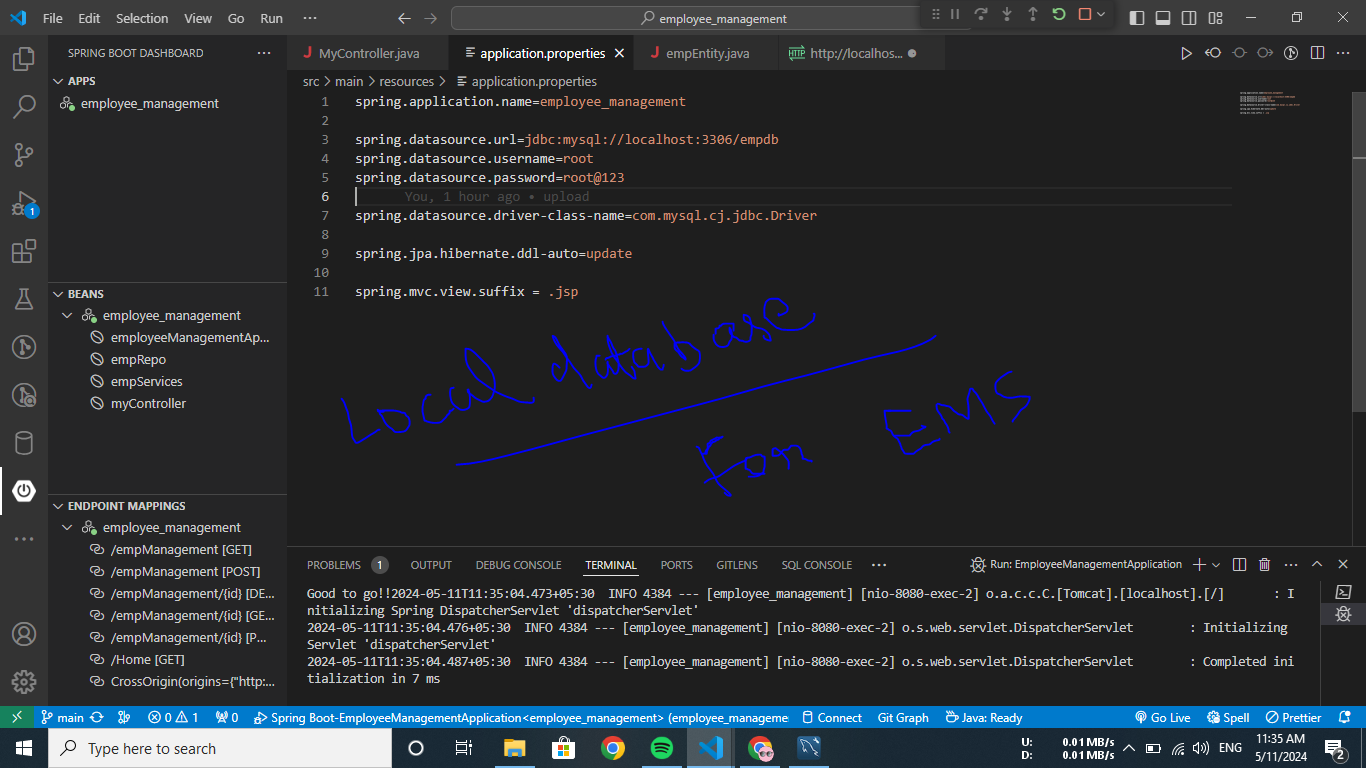 File Edit Selection View Go Run ··· employee_management
SPRING BOOT DASHBOARD ···
MyController.java application.properties empEntity.java http://localhos...
APPS
employee_management
src > main > resources > application.properties
1 spring.application.name=employee_management
2
3 spring.datasource.url=jdbc:mysql://localhost:3306/empdb
4 spring.datasource.username=root
5 spring.datasource.password=root@123
6 You, 1 hour ago • upload
7 spring.datasource.driver-class-name=com.mysql.cj.jdbc.Driver
8
9 spring.jpa.hibernate.ddl-auto=update
10
11 spring.mvc.view.suffix = .jsp
1
BEANS
employee_management
employeeManagementAp...
empRepo
empServices
myController
Local database
For EMS
ENDPOINT MAPPINGS
employee_management
/empManagement [GET]
/empManagement [POST]
/empManagement/{id} [DE...
/empManagement/{id} [GE...
/empManagement/{id} [P...
/Home [GET]
CrossOrigin(origins={"http:...
PROBLEMS 1 OUTPUT DEBUG CONSOLE TERMINAL PORTS GITLENS SQL CONSOLE ··· Run: EmployeeManagementApplication
Good to go!!2024-05-11T11:35:04.473+05:30 INFO 4384 --- [employee_management] [nio-8080-exec-2] o.a.c.c.C.[Tomcat].[localhost].[/] : I
nitializing Spring DispatcherServlet 'dispatcherServlet'
2024-05-11T11:35:04.476+05:30 INFO 4384 --- [employee_management] [nio-8080-exec-2] o.s.web.servlet.DispatcherServlet : Initializing
Servlet 'dispatcherServlet'
2024-05-11T11:35:04.487+05:30 INFO 4384 --- [employee_management] [nio-8080-exec-2] o.s.web.servlet.DispatcherServlet : Completed ini
tialization in 7 ms
main 0 1 0 Spring Boot-EmployeeManagementApplication<employee_management> (employee_manageme Connect Git Graph Java: Ready Go Live Spell Prettier
Type here to search
U: 0.01 MB/s
D: 0.01 MB/s
ENG
11:35 AM
5/11/2024
2